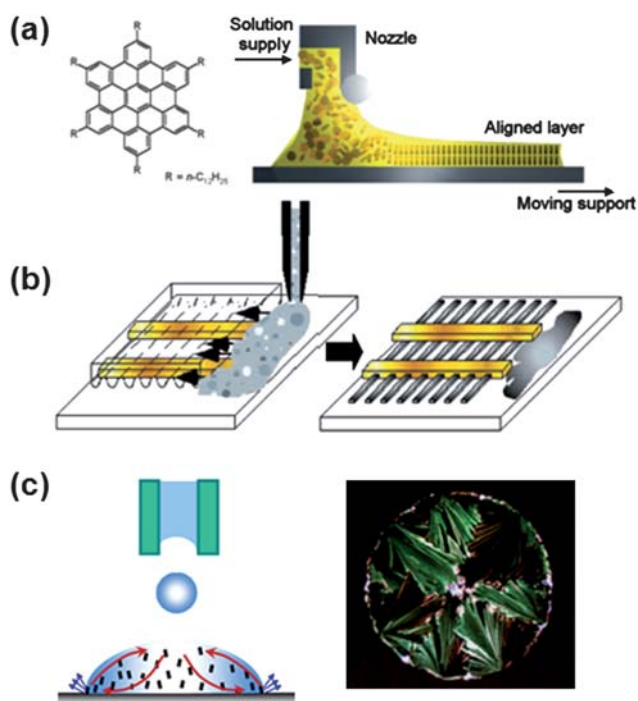 (a)
R
R
R
R
R
R
R = n-C12H25
Solution
supply
Nozzle
Aligned layer
Moving support
(b)
(c)